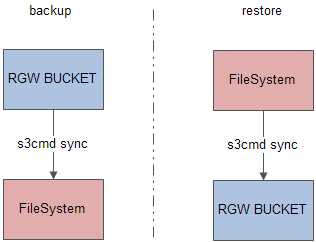 backup
RGW BUCKET
s3cmd sync
FileSystem
restore
FileSystem
s3cmd sync
RGW BUCKET